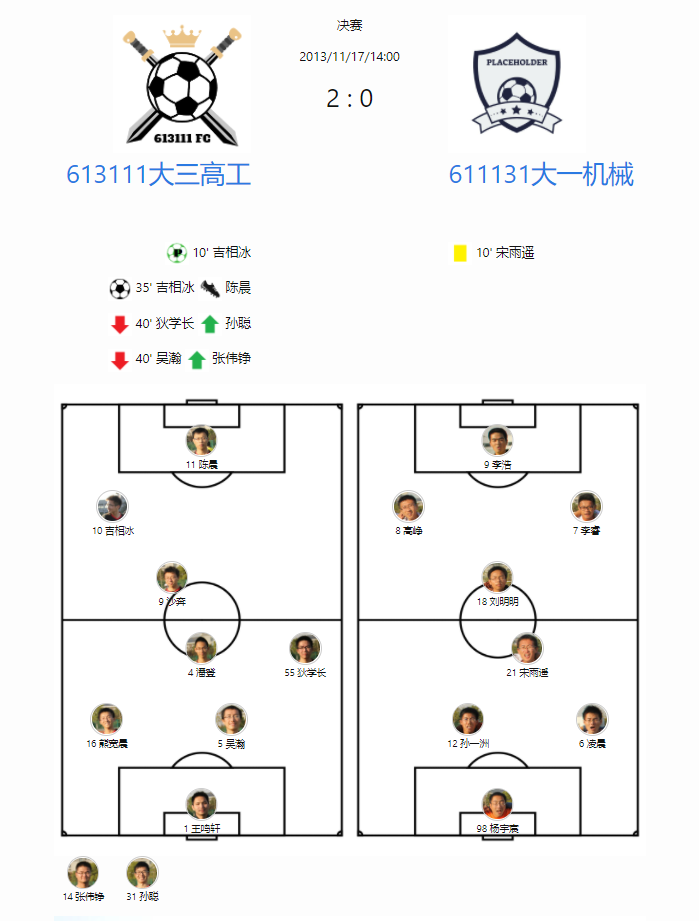 决赛
2013/11/17/14:00
2 : 0
613111 FC
PLACEHOLDER
613111大三高工
611131大一机械
P 10' 吉相冰
10' 宋雨遥
35' 吉相冰 陈晨
40' 狄学长 孙聪
40' 吴瀚 张伟铮
11 陈晨
9 李浩
10 吉相冰
8 高峥
7 李睿
9 沙奔
18 刘明明
4 潘登
55 狄学长
21 宋雨遥
16 熊宽晨
5 吴瀚
12 孙一洲
6 凌晨
1 王鸣轩
98 杨宇宸
14 张伟铮
31 孙聪